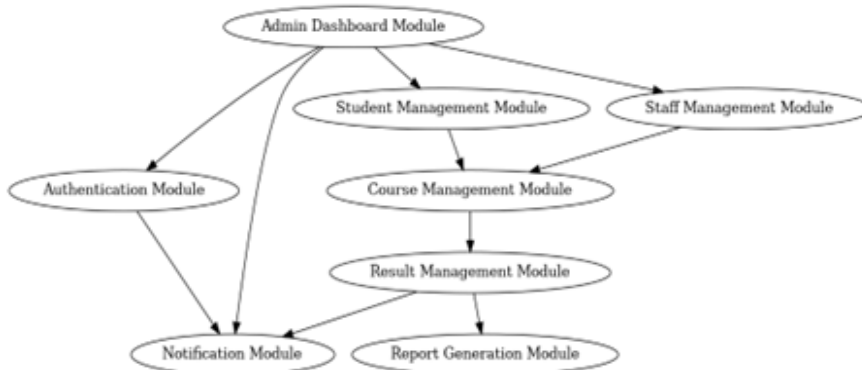 Admin Dashboard Module
Student Management Module
Staff Management Module
Authentication Module
Course Management Module
Result Management Module
Notification Module
Report Generation Module